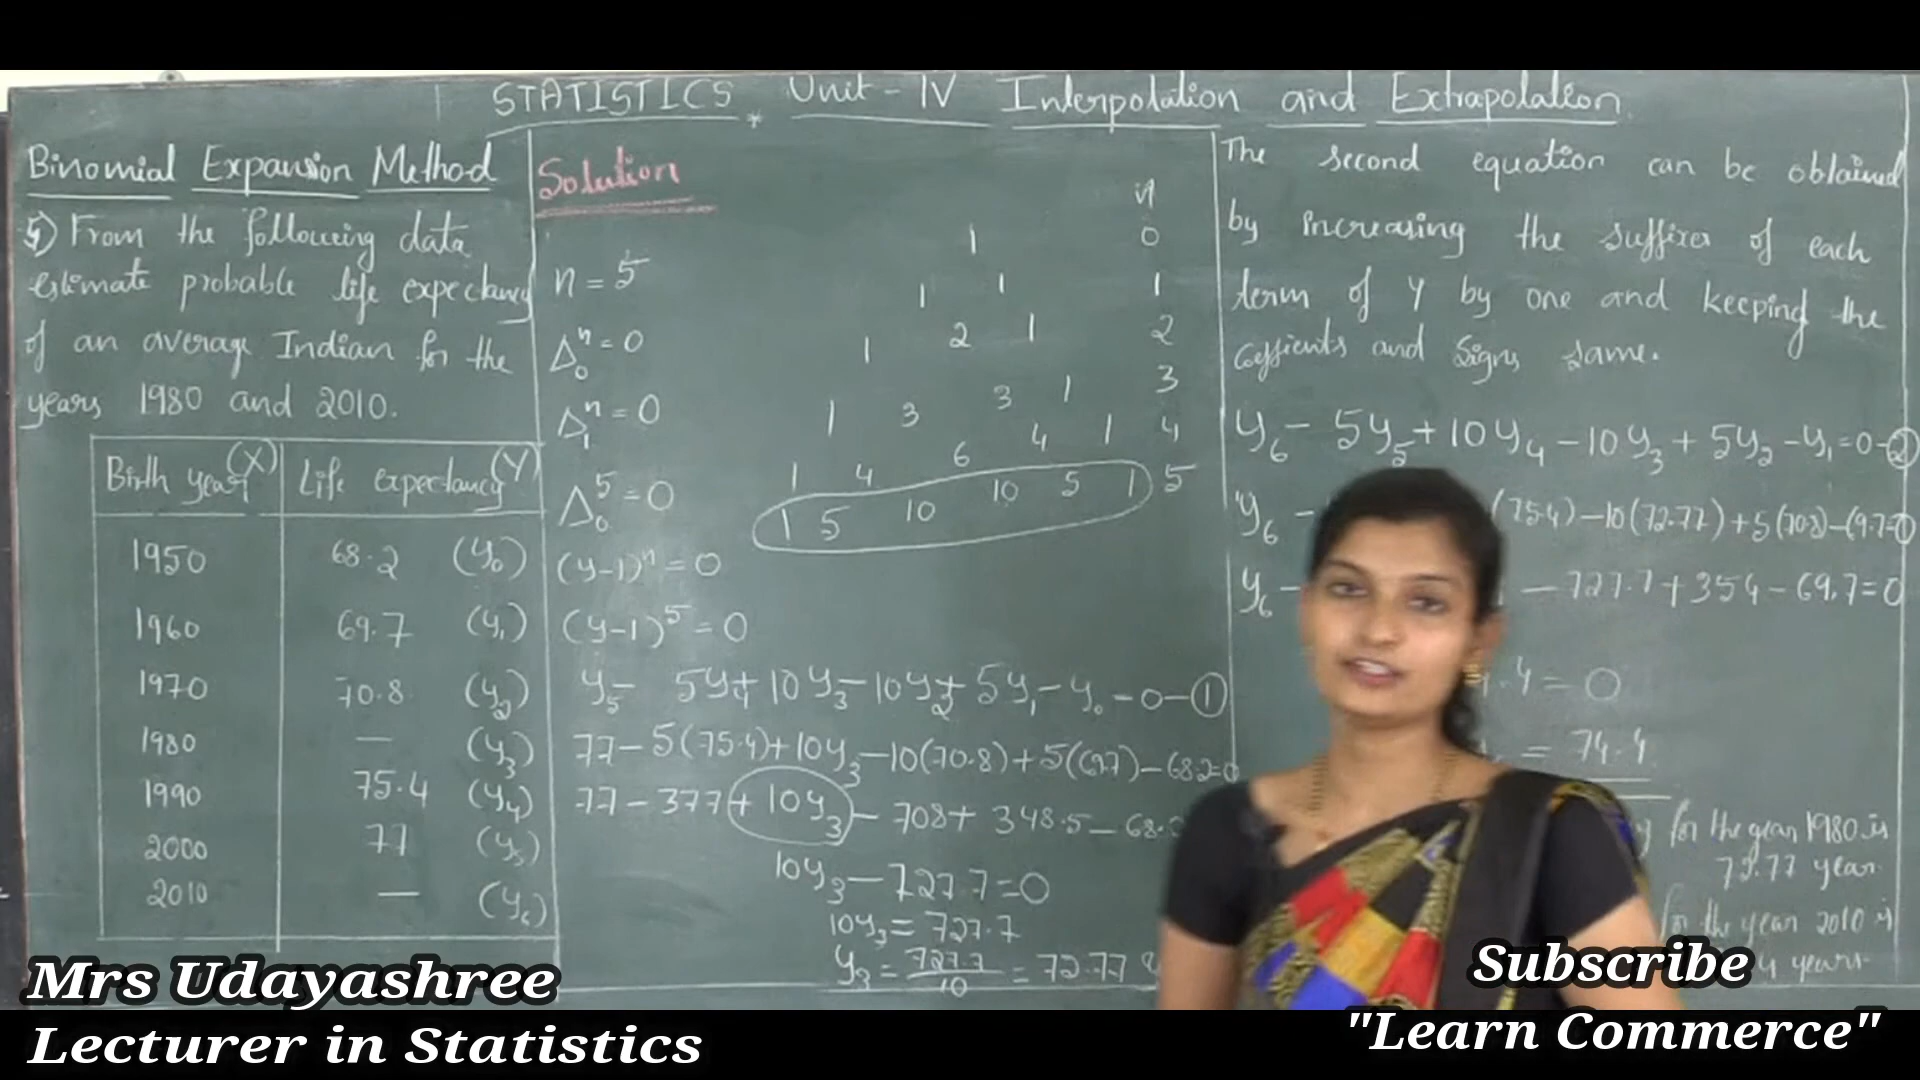 STATISTICS Unit - IV Interpolation and Extrapolation
Binomial Expansion Method
From the following data
estimate probable life expectancy
of an average Indian for the
years 1980 and 2010.
Birth year (X) Life expectancy (Y)
1950 68.2 (y₀)
1960 69.7 (y₁)
1970 70.8 (y₂)
1980 — (y₃)
1990 75.4 (y₄)
2000 77 (y₅)
2010 — (y₆)
Solution
n = 5
Δⁿ₀ = 0
Δⁿ₁ = 0
Δ⁵₀ = 0
(y-1)ⁿ = 0
(y-1)⁵ = 0
n
1 0
1 1 1
1 2 1 2
1 3 3 1 3
1 4 6 4 1 4
1 5 10 10 5 1 5
y₅ - 5y₄ + 10y₃ - 10y₂ + 5y₁ - y₀ = 0 - ①
77 - 5(75.4) + 10y₃ - 10(70.8) + 5(69.7) - 68.2 = 0
77 - 377 + 10y₃ - 708 + 348.5 - 68.
10y₃ - 727.7 = 0
10y₃ = 727.7
y₃ = 727.7/10 = 72.77
The second equation can be obtained
by increasing the suffixes of each
term of Y by one and keeping the
Coefficients and Signs same.
y₆ - 5y₅ + 10y₄ - 10y₃ + 5y₂ - y₁ = 0 - ②
y₆ - (75.4) - 10(72.77) + 5(70.8) - 69.7 = 0
y₆ - - 727.7 + 354 - 69.7 = 0
.4 = 0
= 74.4
for the year 1980 is
72.77 year.
for the year 2010 is
4 years.
Mrs Udayashree
Lecturer in Statistics
Subscribe
"Learn Commerce"